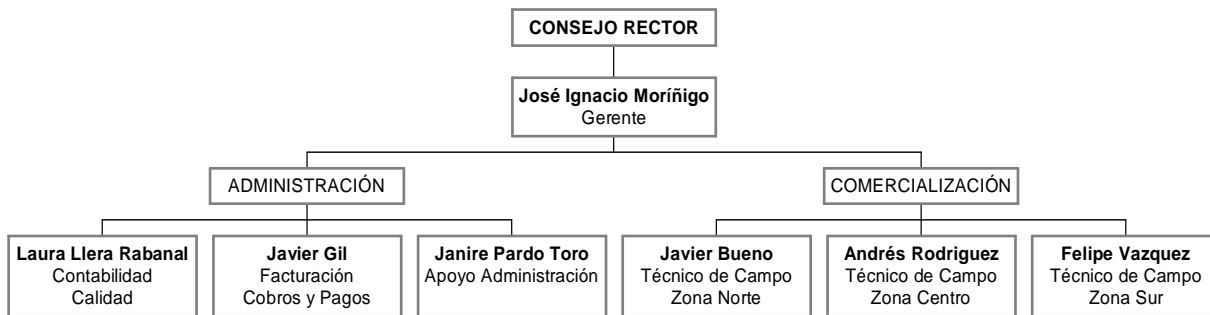 CONSEJO RECTOR
José Ignacio Moríñigo
Gerente
ADMINISTRACIÓN
COMERCIALIZACIÓN
Laura Llera Rabanal
Contabilidad
Calidad
Javier Gil
Facturación
Cobros y Pagos
Janire Pardo Toro
Apoyo Administración
Javier Bueno
Técnico de Campo
Zona Norte
Andrés Rodriguez
Técnico de Campo
Zona Centro
Felipe Vazquez
Técnico de Campo
Zona Sur